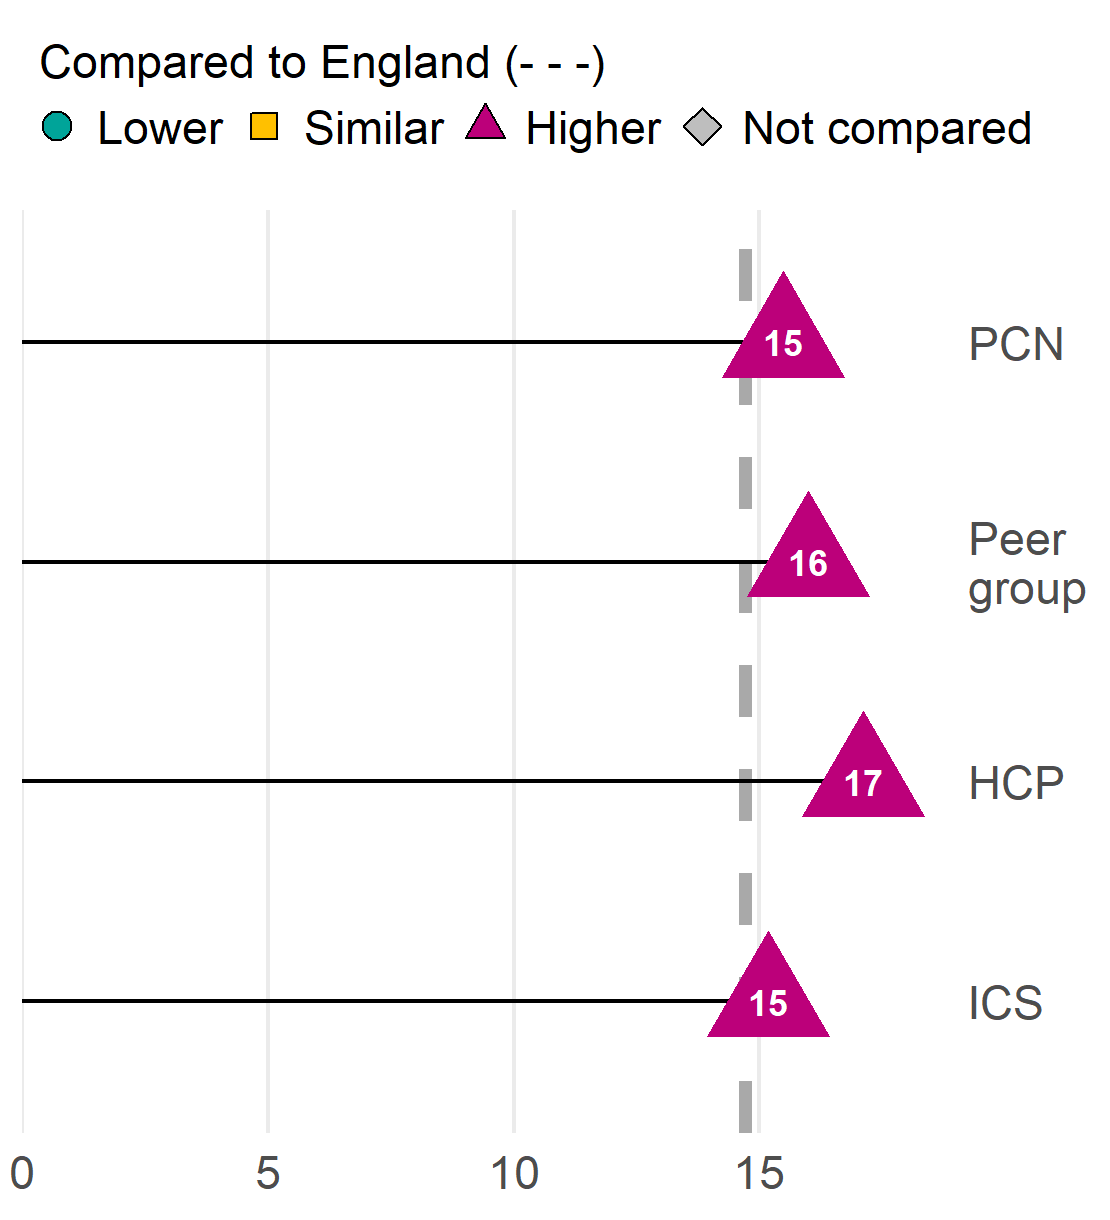 Compared to England (- - -)
Lower Similar Higher Not compared
15 PCN
16 Peer
group
17 HCP
15 ICS
0 5 10 15